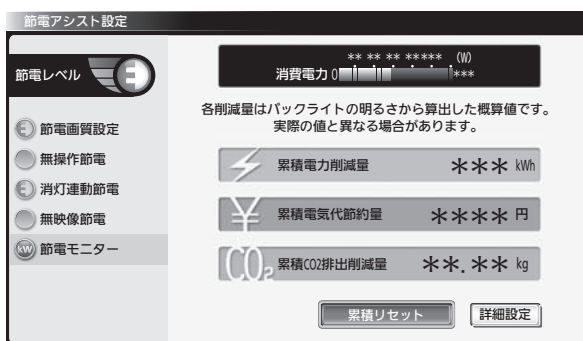 節電アシスト設定
節電レベル
節電画質設定
無操作節電
消灯連動節電
無映像節電
kW 節電モニター
** ** ** ***** (W)
消費電力 0 ***
各削減量はバックライトの明るさから算出した概算値です。
実際の値と異なる場合があります。
累積電力削減量 *** kWh
¥ 累積電気代節約量 **** 円
CO2 累積CO2排出削減量 **.** kg
累積リセット 詳細設定